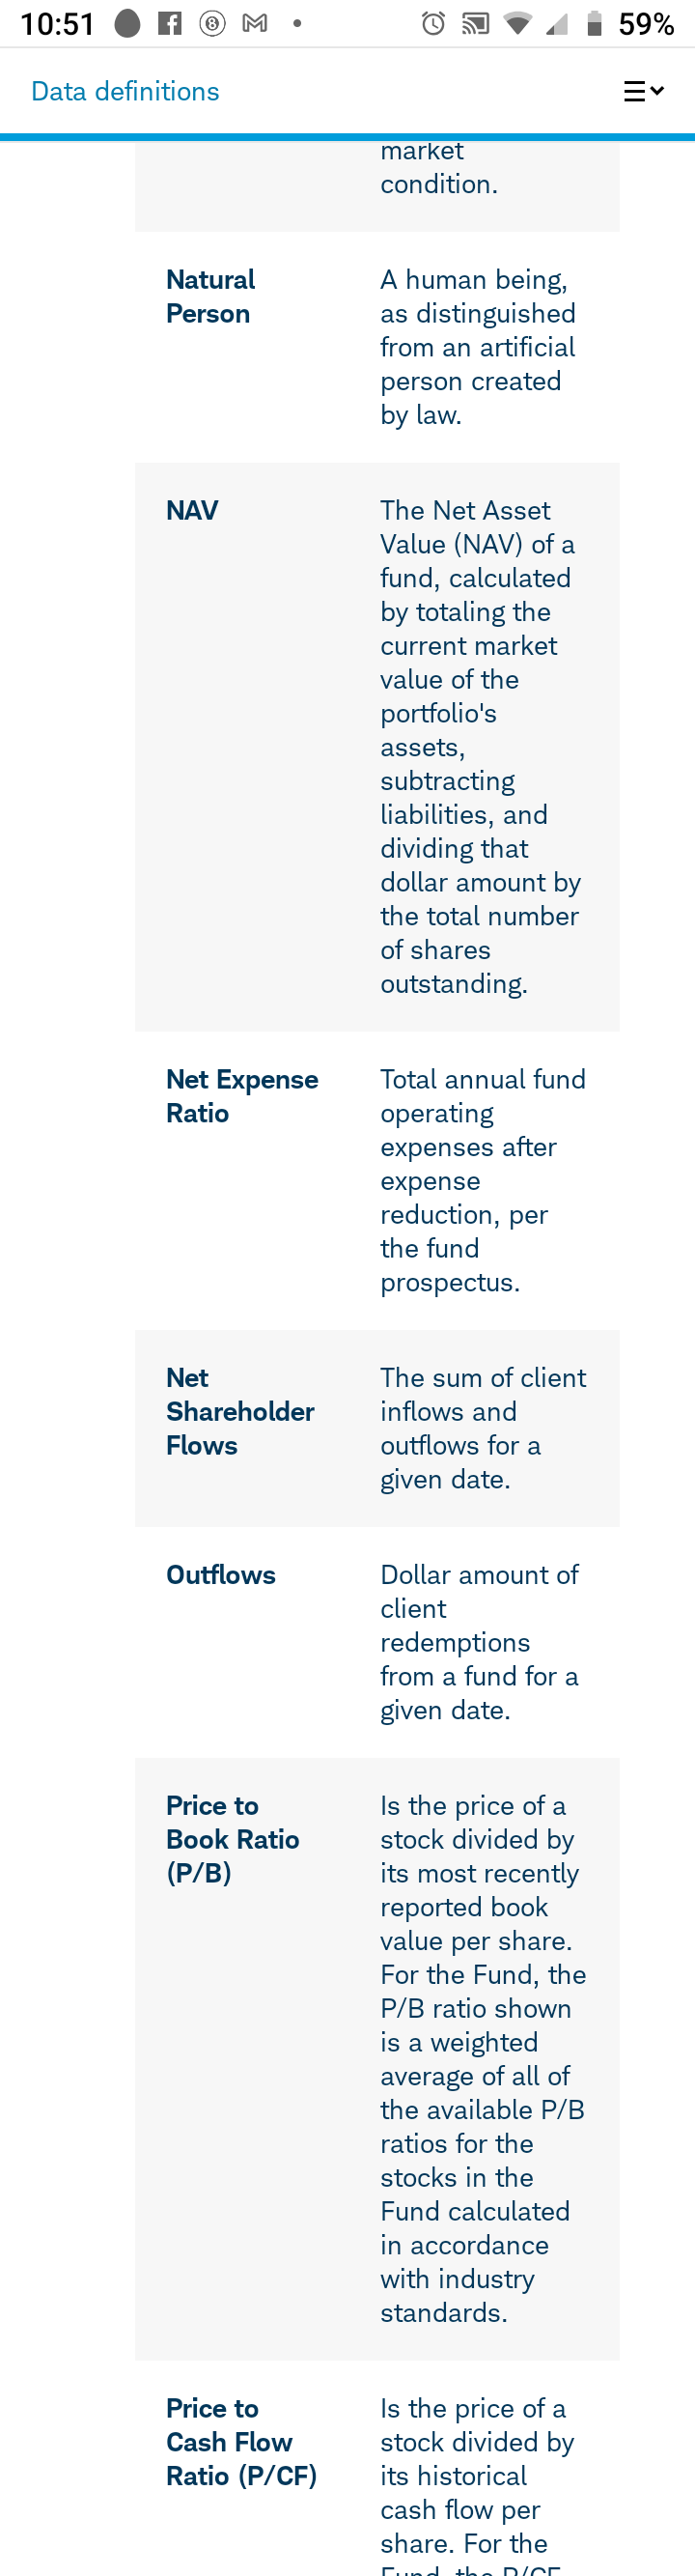 10:51
59%
Data definitions
market
condition.
Natural
Person
A human being,
as distinguished
from an artificial
person created
by law.
NAV
The Net Asset
Value (NAV) of a
fund, calculated
by totaling the
current market
value of the
portfolio's
assets,
subtracting
liabilities, and
dividing that
dollar amount by
the total number
of shares
outstanding.
Net Expense
Ratio
Total annual fund
operating
expenses after
expense
reduction, per
the fund
prospectus.
Net
Shareholder
Flows
The sum of client
inflows and
outflows for a
given date.
Outflows
Dollar amount of
client
redemptions
from a fund for a
given date.
Price to
Book Ratio
(P/B)
Is the price of a
stock divided by
its most recently
reported book
value per share.
For the Fund, the
P/B ratio shown
is a weighted
average of all of
the available P/B
ratios for the
stocks in the
Fund calculated
in accordance
with industry
standards.
Price to
Cash Flow
Ratio (P/CF)
Is the price of a
stock divided by
its historical
cash flow per
share. For the
Fund, the P/CF